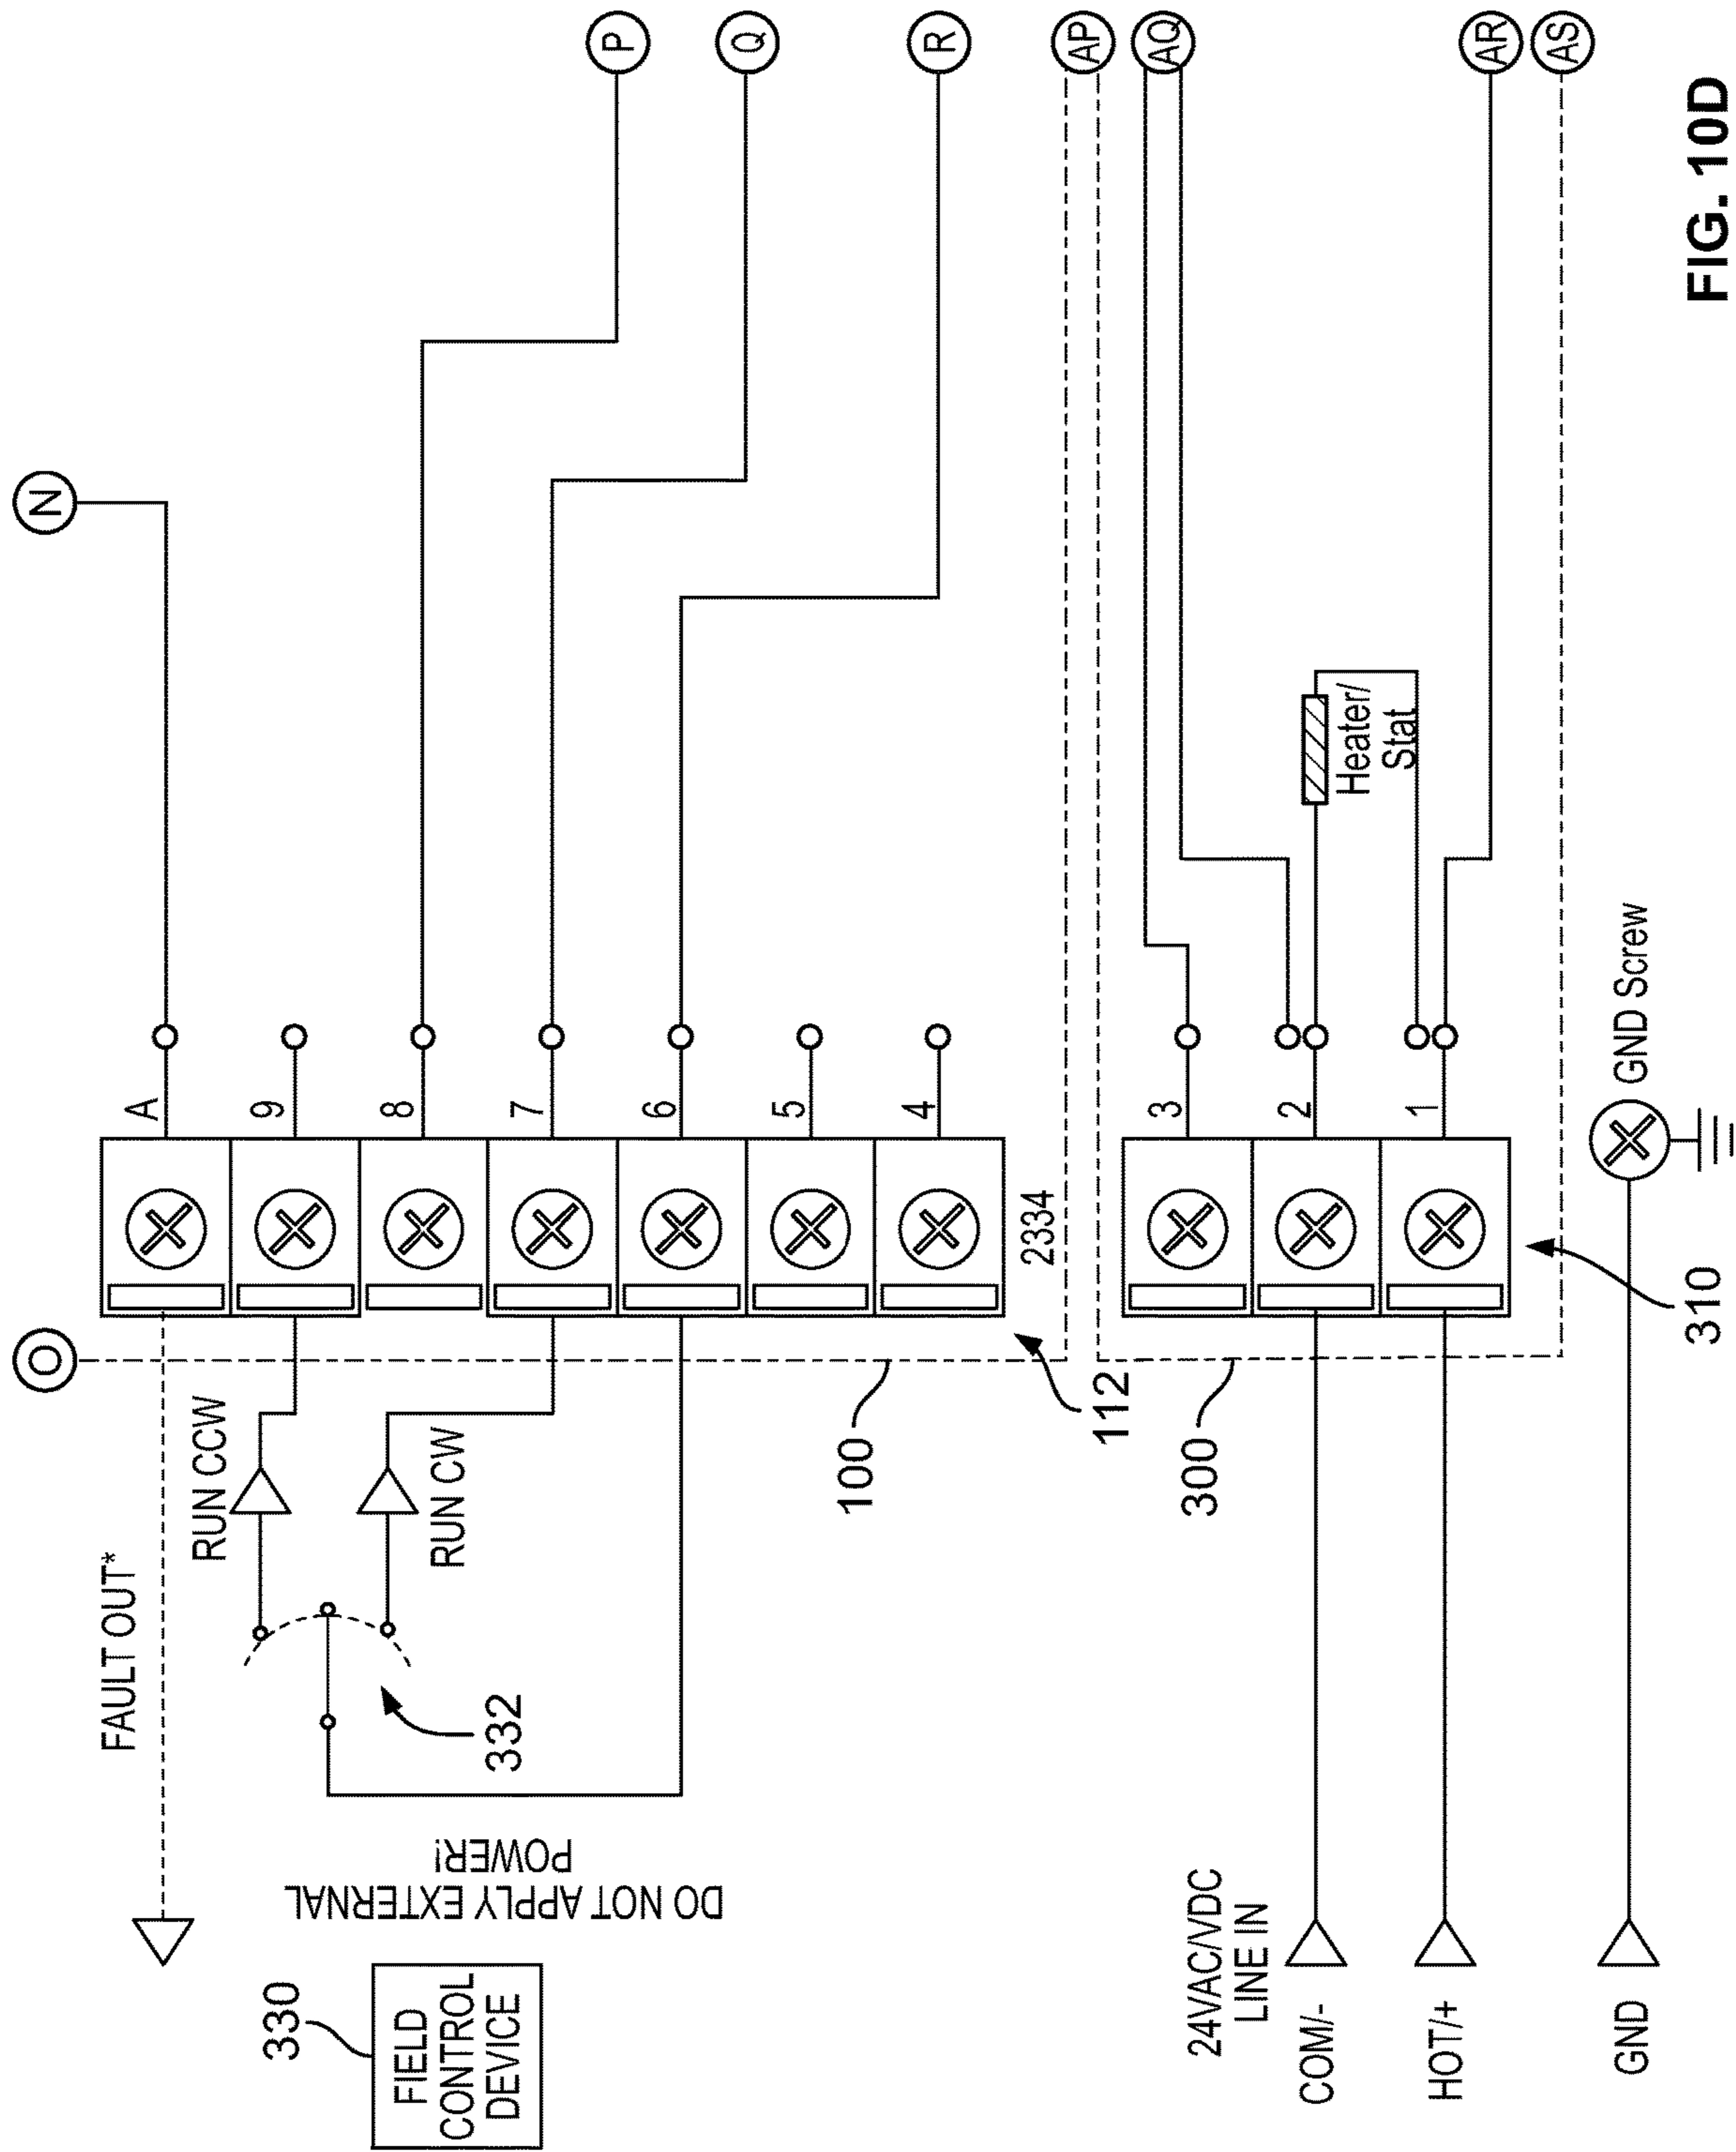 N
O
P
Q
R
AP
AQ
AR
AS
FAULT OUT*
RUN CCW
RUN CW
332
DO NOT APPLY EXTERNAL
POWER!
330
FIELD
CONTROL
DEVICE
A
9
8
7
6
5
4
2334
100
112
300
3
2
1
Heater/
Stat
24VAC/VDC
LINE IN
COM/-
HOT/+
GND
GND Screw
310
FIG. 10D